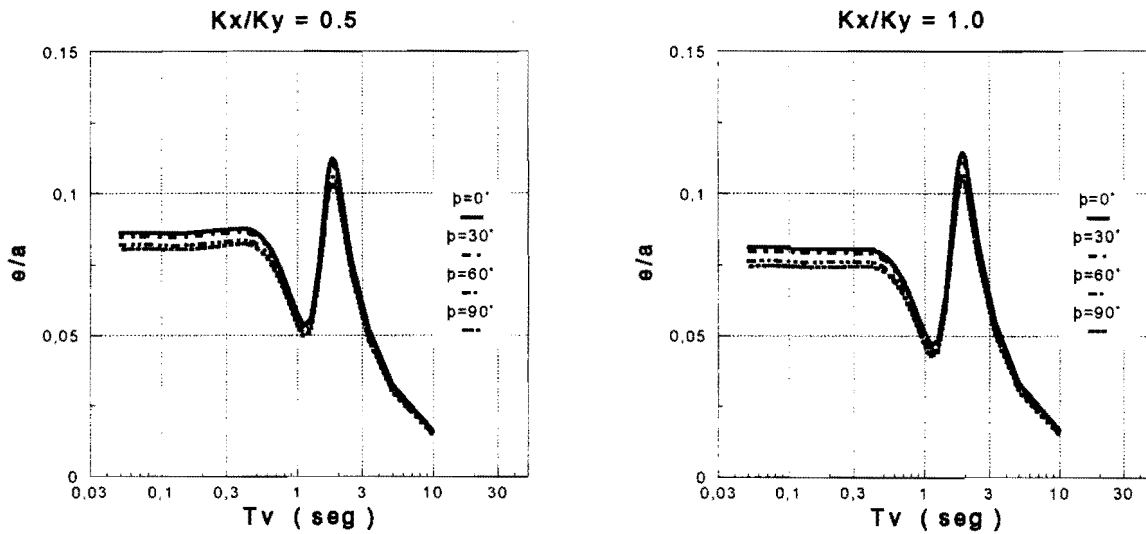 Kx/Ky = 0.5
0,15
0,1
0,05
0
e/a
þ=0°
þ=30°
þ=60°
þ=90°
0,03 0,1 0,3 1 3 10 30
Tv ( seg )
Kx/Ky = 1.0
0,15
0,1
0,05
0
e/a
þ=0°
þ=30°
þ=60°
þ=90°
0,03 0,1 0,3 1 3 10 30
Tv ( seg )